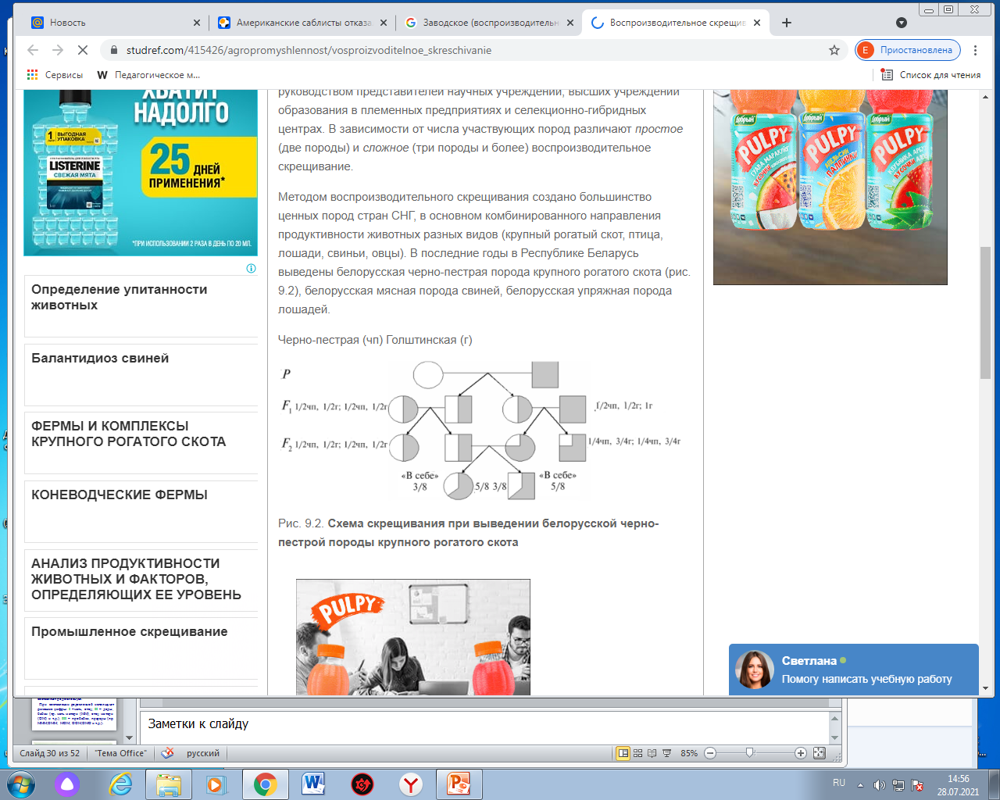 Новость
Американские саблисты отказа
Заводское (воспроизводительн
Воспроизводительное скрещив
studref.com/415426/agropromyshlennost/vosproizvoditelnoe_skreschivanie
E
Приостановлена
Сервисы
W Педагогическое м...
Список для чтения
ХВАТИТ
НАДОЛГО
1 ВЫГОДНАЯ
УПАКОВКА*
LISTERINE
СВЕЖАЯ МЯТА
25 ДНЕЙ
ПРИМЕНЕНИЯ*
*ПРИ ИСПОЛЬЗОВАНИИ 2 РАЗА В ДЕНЬ ПО 20 МЛ.
Определение упитанности
животных
Балантидиоз свиней
ФЕРМЫ И КОМПЛЕКСЫ
КРУПНОГО РОГАТОГО СКОТА
КОНЕВОДЧЕСКИЕ ФЕРМЫ
АНАЛИЗ ПРОДУКТИВНОСТИ
ЖИВОТНЫХ И ФАКТОРОВ,
ОПРЕДЕЛЯЮЩИХ ЕЕ УРОВЕНЬ
Промышленное скрещивание
руководством представителей научных учреждений, высших учреждений
образования в племенных предприятиях и селекционно-гибридных
центрах. В зависимости от числа участвующих пород различают простое
(две породы) и сложное (три породы и более) воспроизводительное
скрещивание.
Методом воспроизводительного скрещивания создано большинство
ценных пород стран СНГ, в основном комбинированного направления
продуктивности животных разных видов (крупный рогатый скот, птица,
лошади, свиньи, овцы). В последние годы в Республике Беларусь
выведены белорусская черно-пестрая порода крупного рогатого скота (рис.
9.2), белорусская мясная порода свиней, белорусская упряжная порода
лошадей.
Черно-пестрая (чп) Голштинская (г)
P
F1 1/2чп, 1/2г; 1/2чп, 1/2г
1/2чп, 1/2г; 1г
F2 1/2чп, 1/2г; 1/2чп, 1/2г
1/4чп, 3/4г; 1/4чп, 3/4г
«В себе»
3/8
5/8 3/8
«В себе»
5/8
Рис. 9.2. Схема скрещивания при выведении белорусской черно-
пестрой породы крупного рогатого скота
PULPY
Добрый
PULPY
Добрый
PULPY
АПЕЛЬСИН
Добрый
PULPY
Светлана
Помогу написать учебную работу
Заметки к слайду
Слайд 30 из 52
"Тема Office"
русский
85%
RU
14:56
28.07.2021